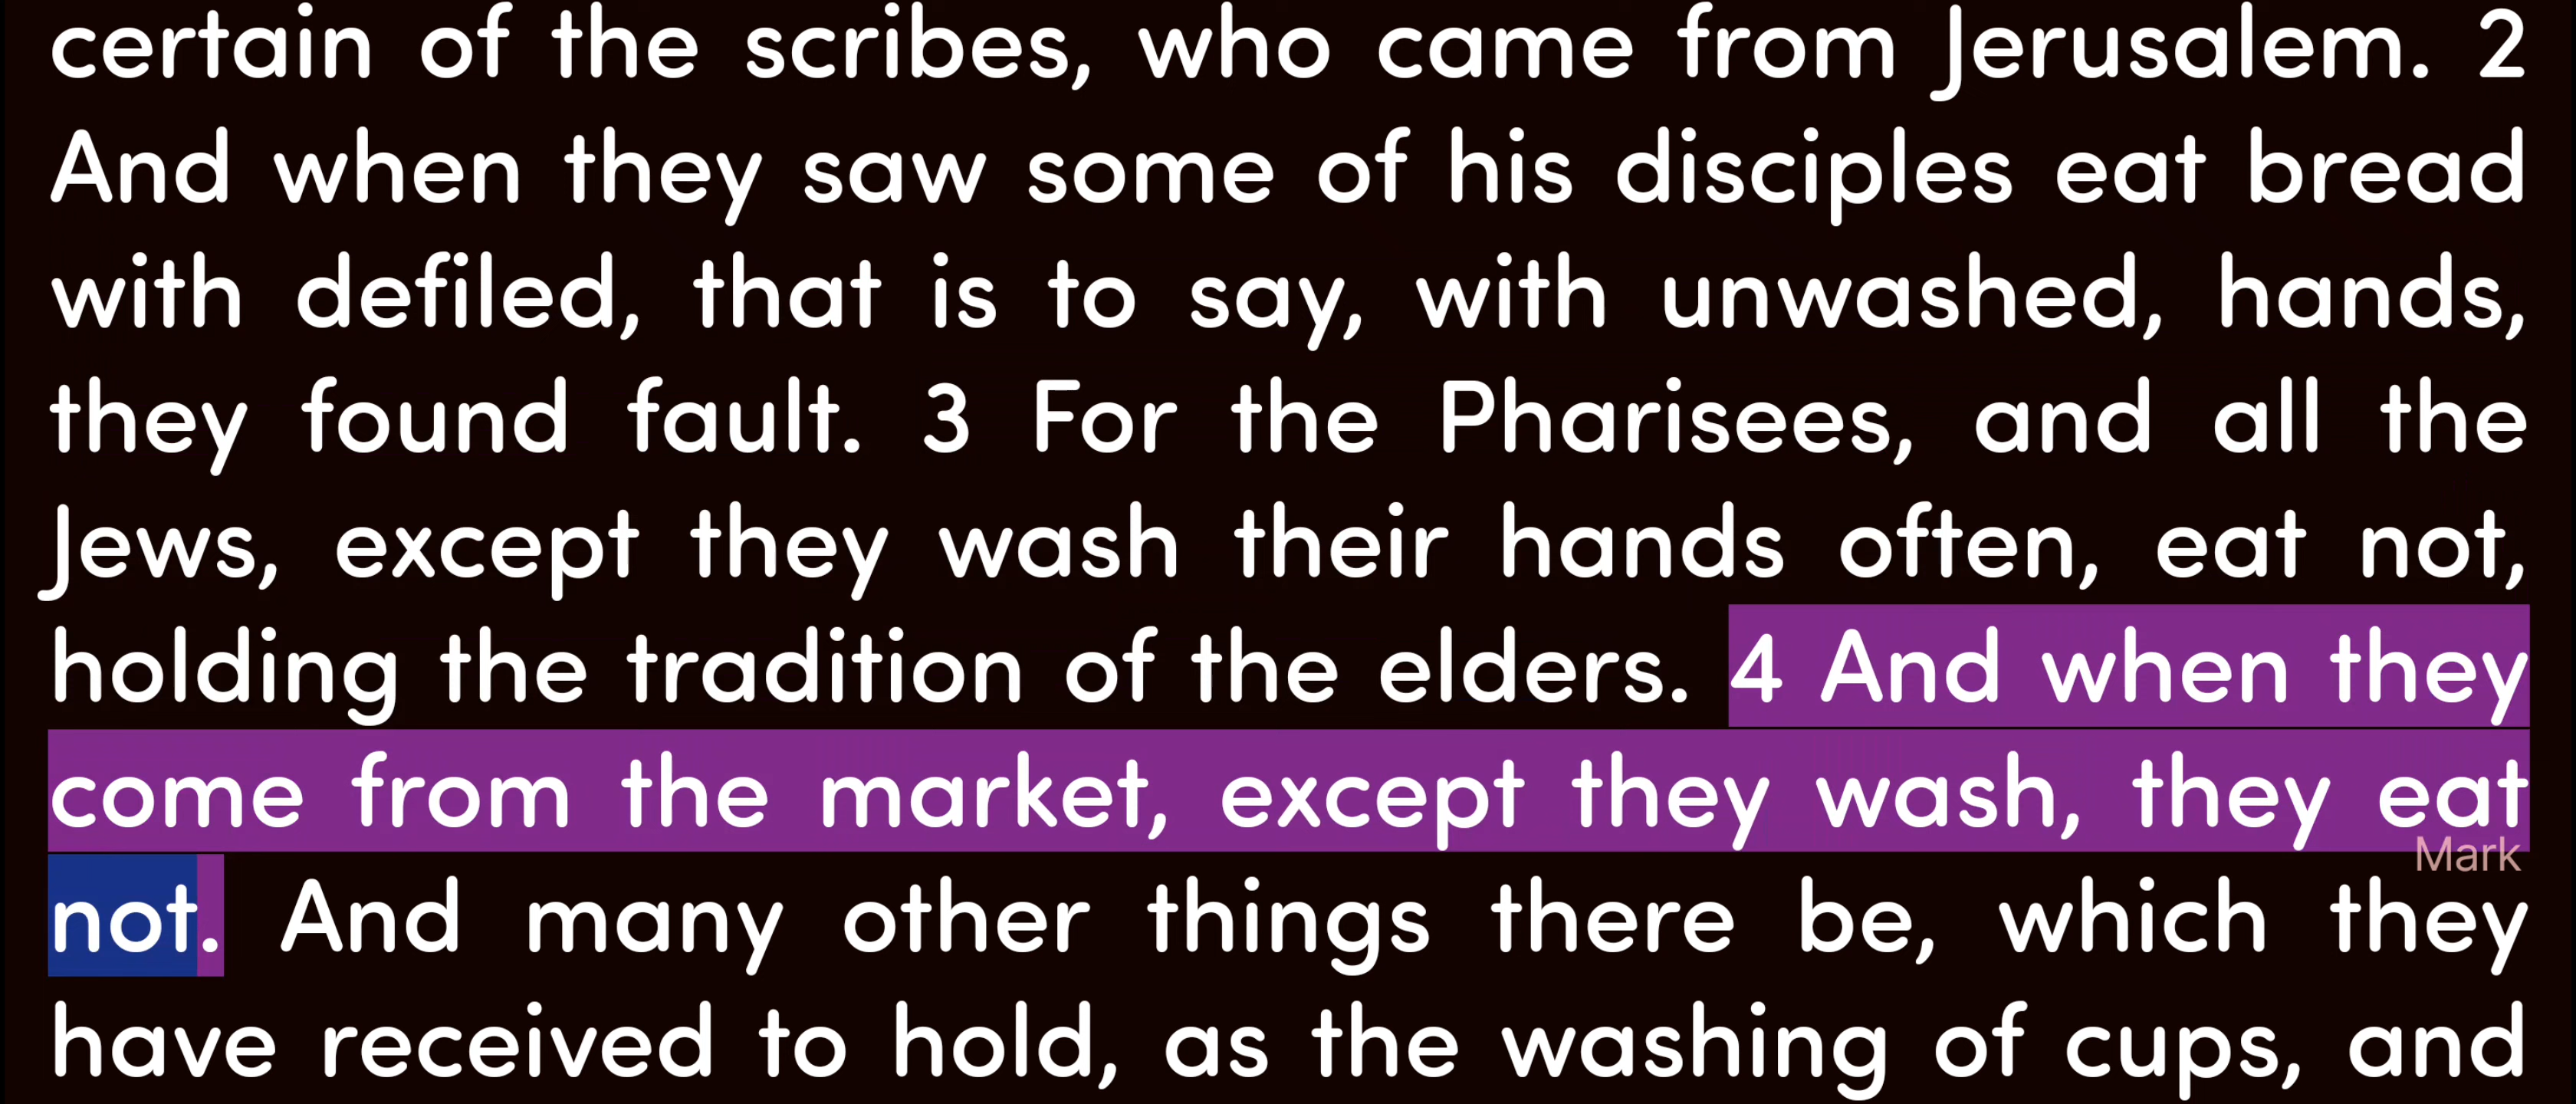 certain of the scribes, who came from Jerusalem. 2
And when they saw some of his disciples eat bread
with defiled, that is to say, with unwashed, hands,
they found fault. 3 For the Pharisees, and all the
Jews, except they wash their hands often, eat not,
holding the tradition of the elders. 4 And when they
come from the market, except they wash, they eat
Mark
not. And many other things there be, which they
have received to hold, as the washing of cups, and